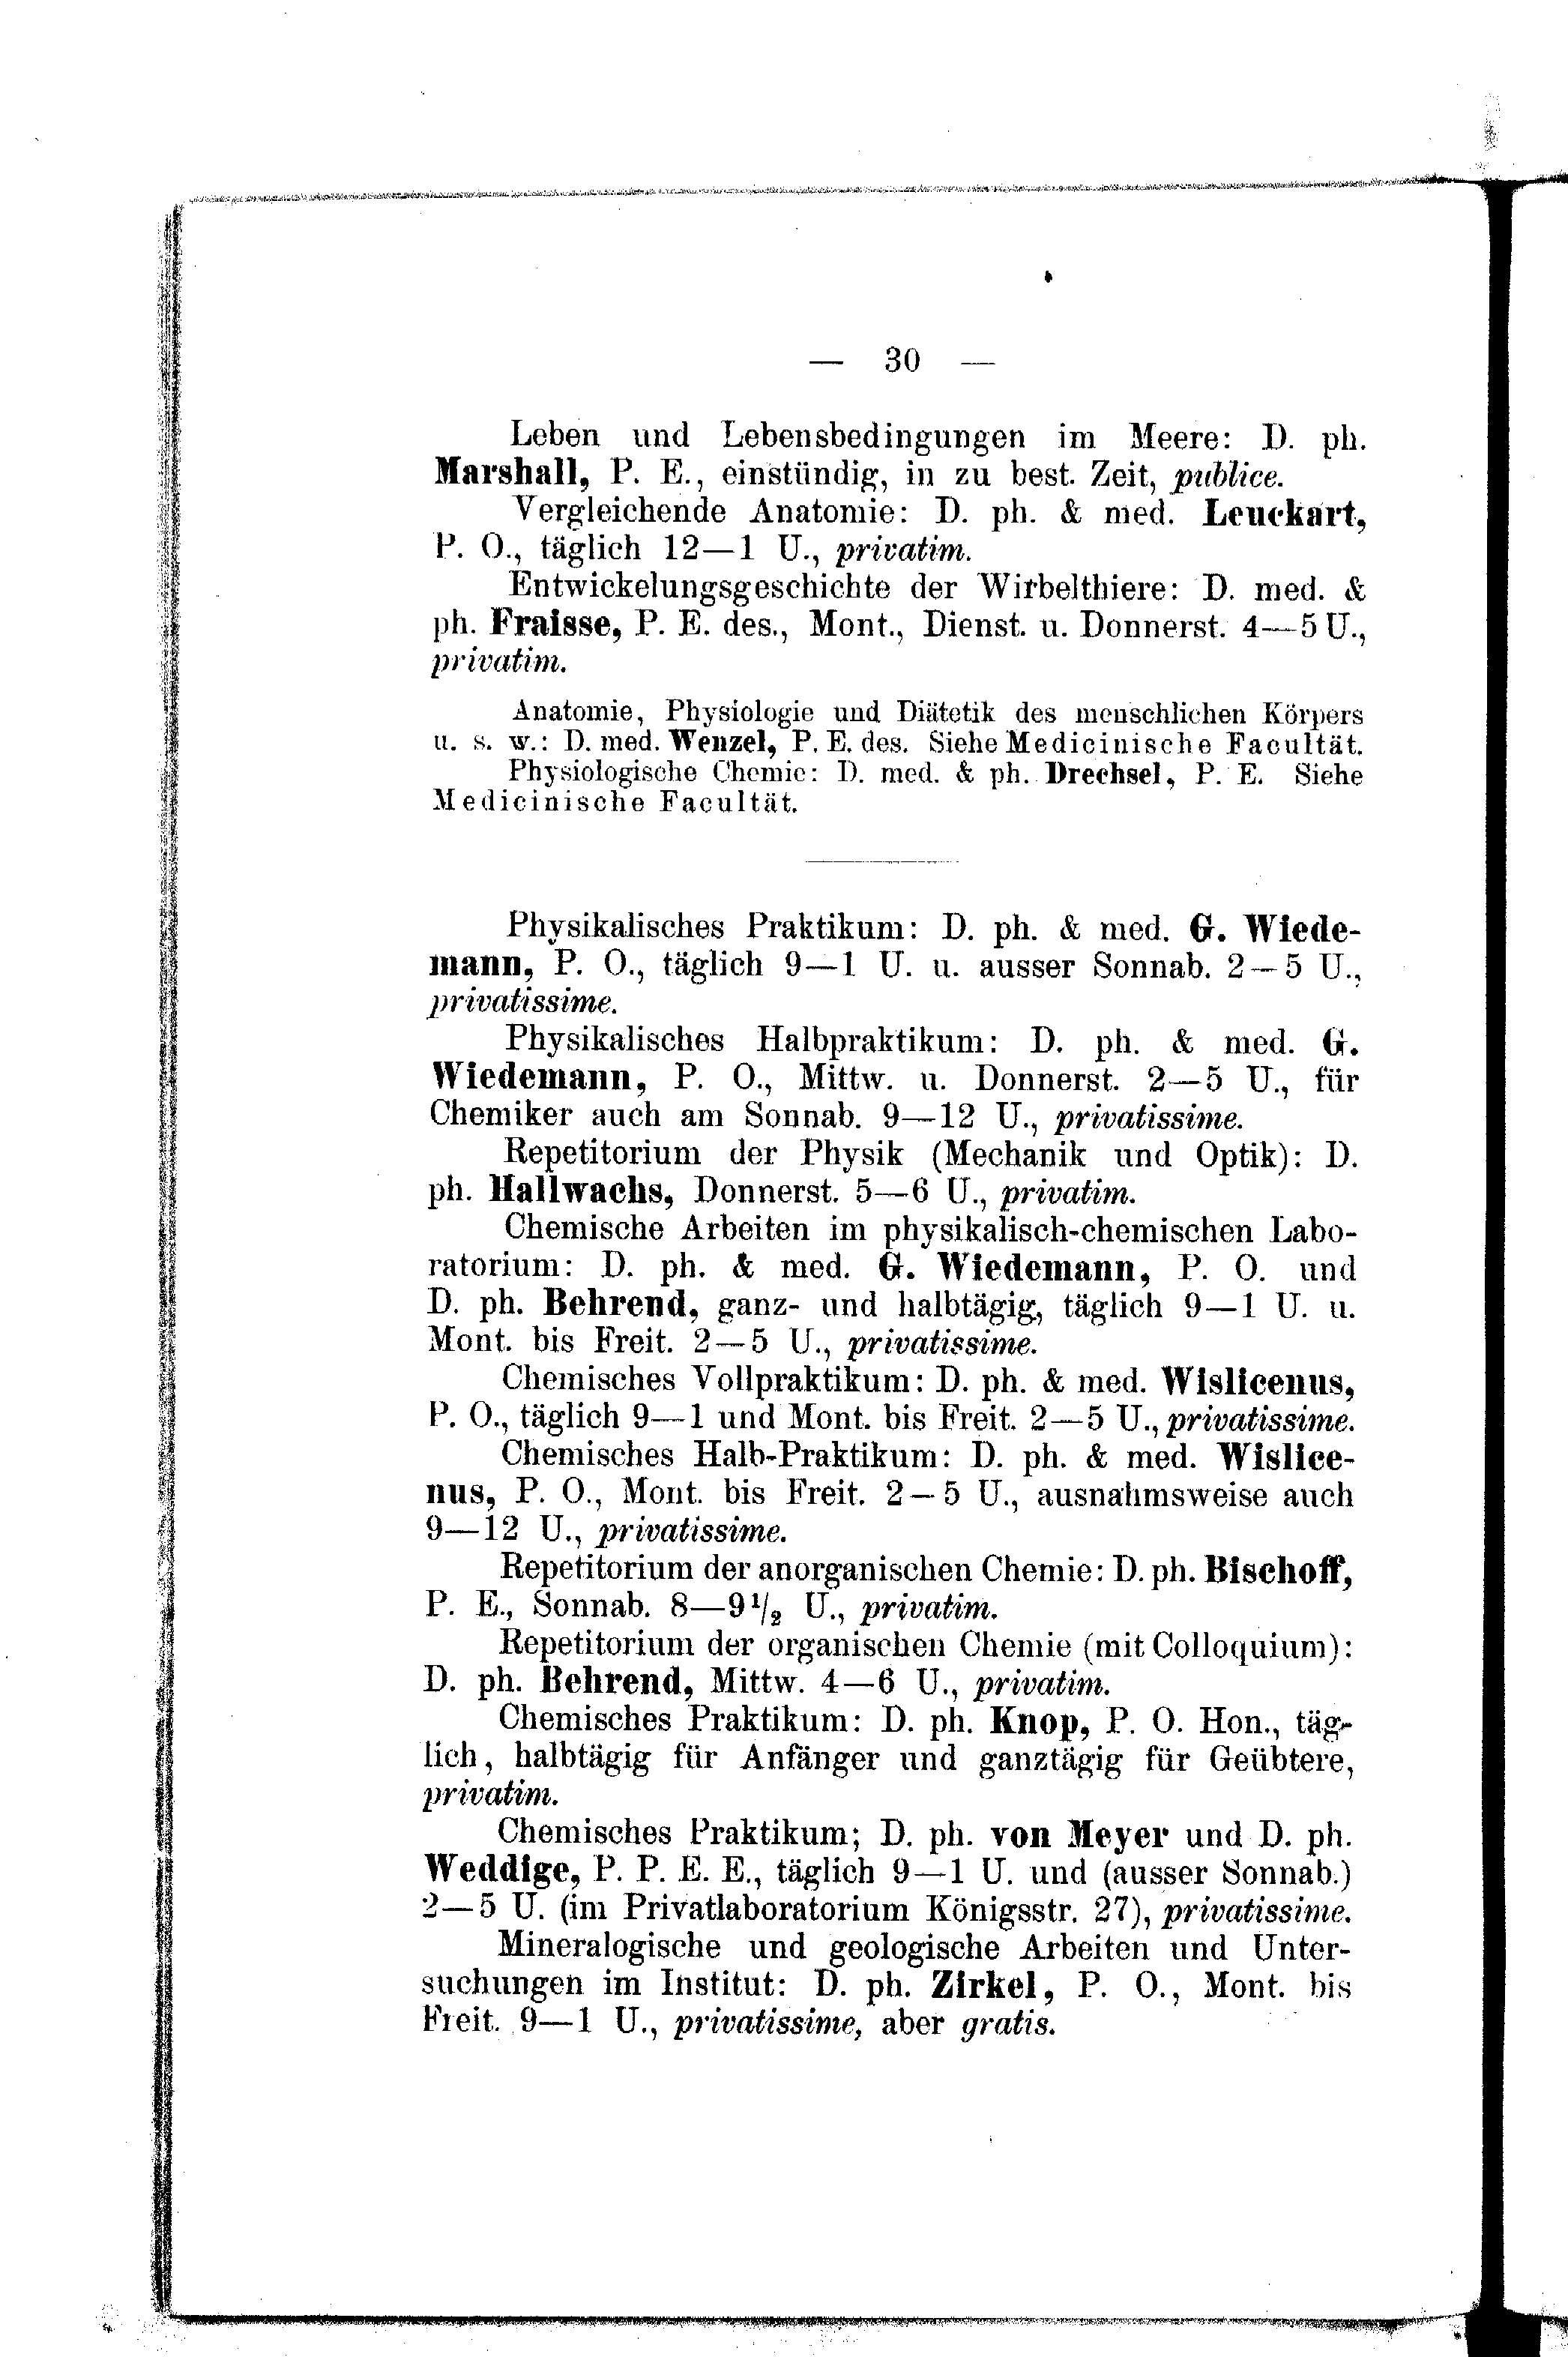 — 30 —
Leben und Lebensbedingungen im Meere: D. ph.
Marshall, P. E., einstündig, in zu best. Zeit, publice.
Vergleichende Anatomie: D. ph. & med. Leuckart,
P. O., täglich 12—1 U., privatim.
Entwickelungsgeschichte der Wirbelthiere: D. med. &
ph. Fraisse, P. E. des., Mont., Dienst. u. Donnerst. 4—5 U.,
privatim.
Anatomie, Physiologie und Diätetik des menschlichen Körpers
u. s. w.: D. med. Wenzel, P. E. des. Siehe Medicinische Facultät.
Physiologische Chemie: D. med. & ph. Drechsel, P. E. Siehe
Medicinische Facultät.
Physikalisches Praktikum: D. ph. & med. G. Wiede-
mann, P. O., täglich 9—1 U. u. ausser Sonnab. 2—5 U.,
privatissime.
Physikalisches Halbpraktikum: D. ph. & med. G.
Wiedemann, P. O., Mittw. u. Donnerst. 2—5 U., für
Chemiker auch am Sonnab. 9—12 U., privatissime.
Repetitorium der Physik (Mechanik und Optik): D.
ph. Hallwachs, Donnerst. 5—6 U., privatim.
Chemische Arbeiten im physikalisch-chemischen Labo-
ratorium: D. ph. & med. G. Wiedemann, P. O. und
D. ph. Behrend, ganz- und halbtägig, täglich 9—1 U. u.
Mont. bis Freit. 2—5 U., privatissime.
Chemisches Vollpraktikum: D. ph. & med. Wislicenus,
P. O., täglich 9—1 und Mont. bis Freit. 2—5 U., privatissime.
Chemisches Halb-Praktikum: D. ph. & med. Wislice-
nus, P. O., Mont. bis Freit. 2—5 U., ausnahmsweise auch
9—12 U., privatissime.
Repetitorium der anorganischen Chemie: D. ph. Bischoff,
P. E., Sonnab. 8—9 1/2 U., privatim.
Repetitorium der organischen Chemie (mit Colloquium):
D. ph. Behrend, Mittw. 4—6 U., privatim.
Chemisches Praktikum: D. ph. Knop, P. O. Hon., täg-
lich, halbtägig für Anfänger und ganztägig für Geübtere,
privatim.
Chemisches Praktikum; D. ph. von Meyer und D. ph.
Weddige, P. P. E. E., täglich 9—1 U. und (ausser Sonnab.)
2—5 U. (im Privatlaboratorium Königsstr. 27), privatissime.
Mineralogische und geologische Arbeiten und Unter-
suchungen im Institut: D. ph. Zirkel, P. O., Mont. bis
Freit. 9—1 U., privatissime, aber gratis.